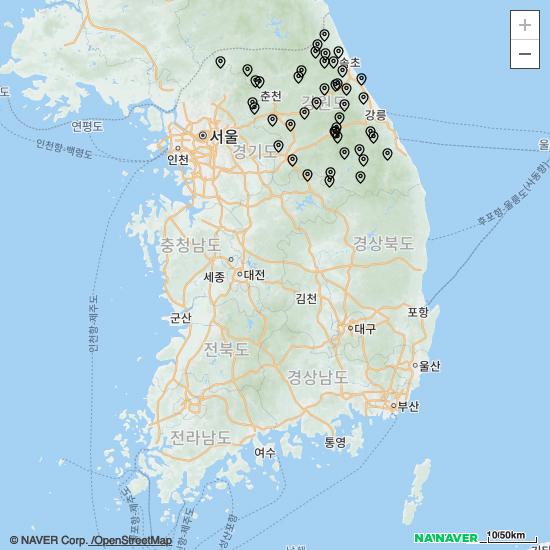 +
−
속초
춘천
강원도
강릉
연평도
서울
인천항-백령도
인천
경기도
울
후포항-울릉도(사동항)
충청남도
경상북도
세종
대전
김천
인천항-제주도
군산
포항
대구
전북도
경상남도
울산
부산
전라남도
통영
여수
© NAVER Corp. /OpenStreetMap
NAVER
10/50km